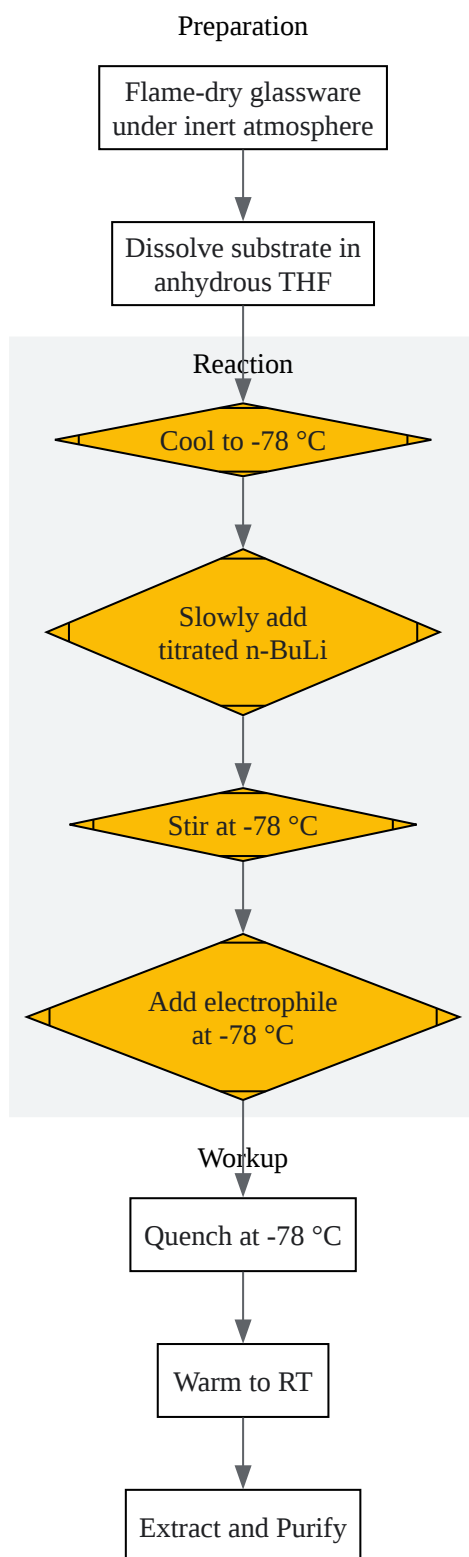 Preparation
Flame-dry glassware
under inert atmosphere
Dissolve substrate in
anhydrous THF
Reaction
Cool to -78 °C
Slowly add
titrated n-BuLi
Stir at -78 °C
Add electrophile
at -78 °C
Workup
Quench at -78 °C
Warm to RT
Extract and Purify